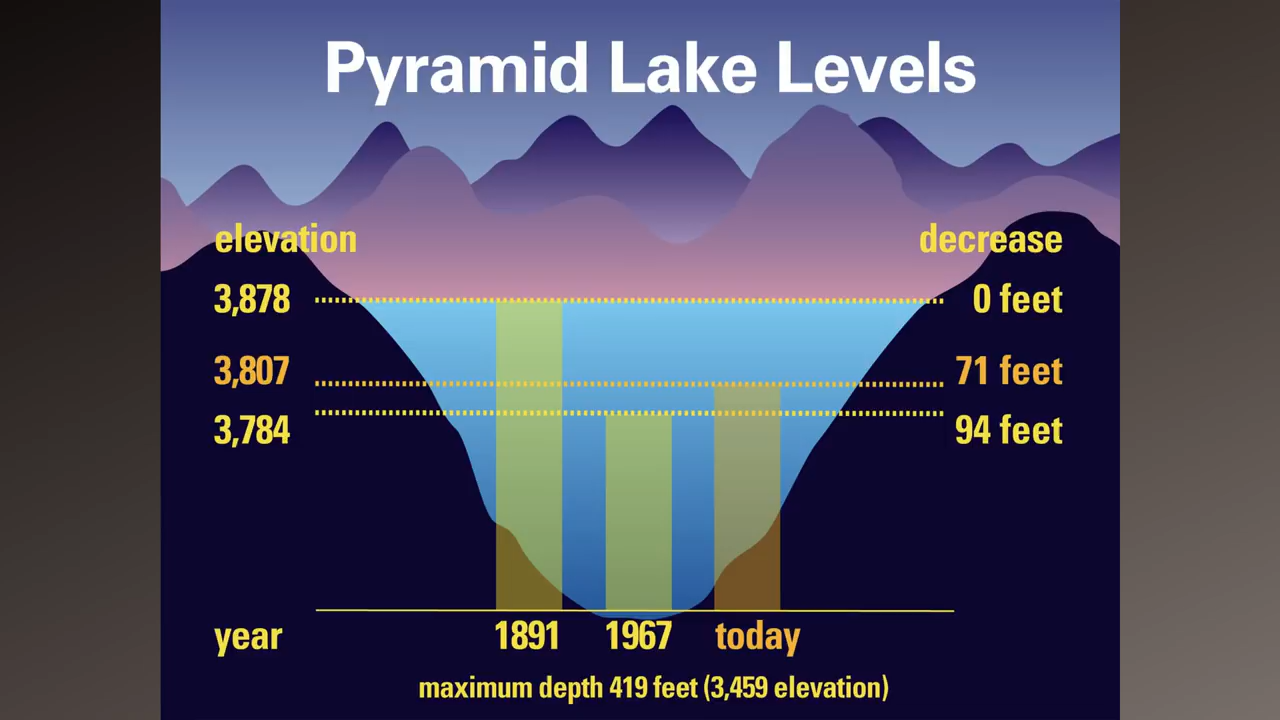 Pyramid Lake Levels
elevation decrease
3,878 0 feet
3,807 71 feet
3,784 94 feet
year 1891 1967 today
maximum depth 419 feet (3,459 elevation)